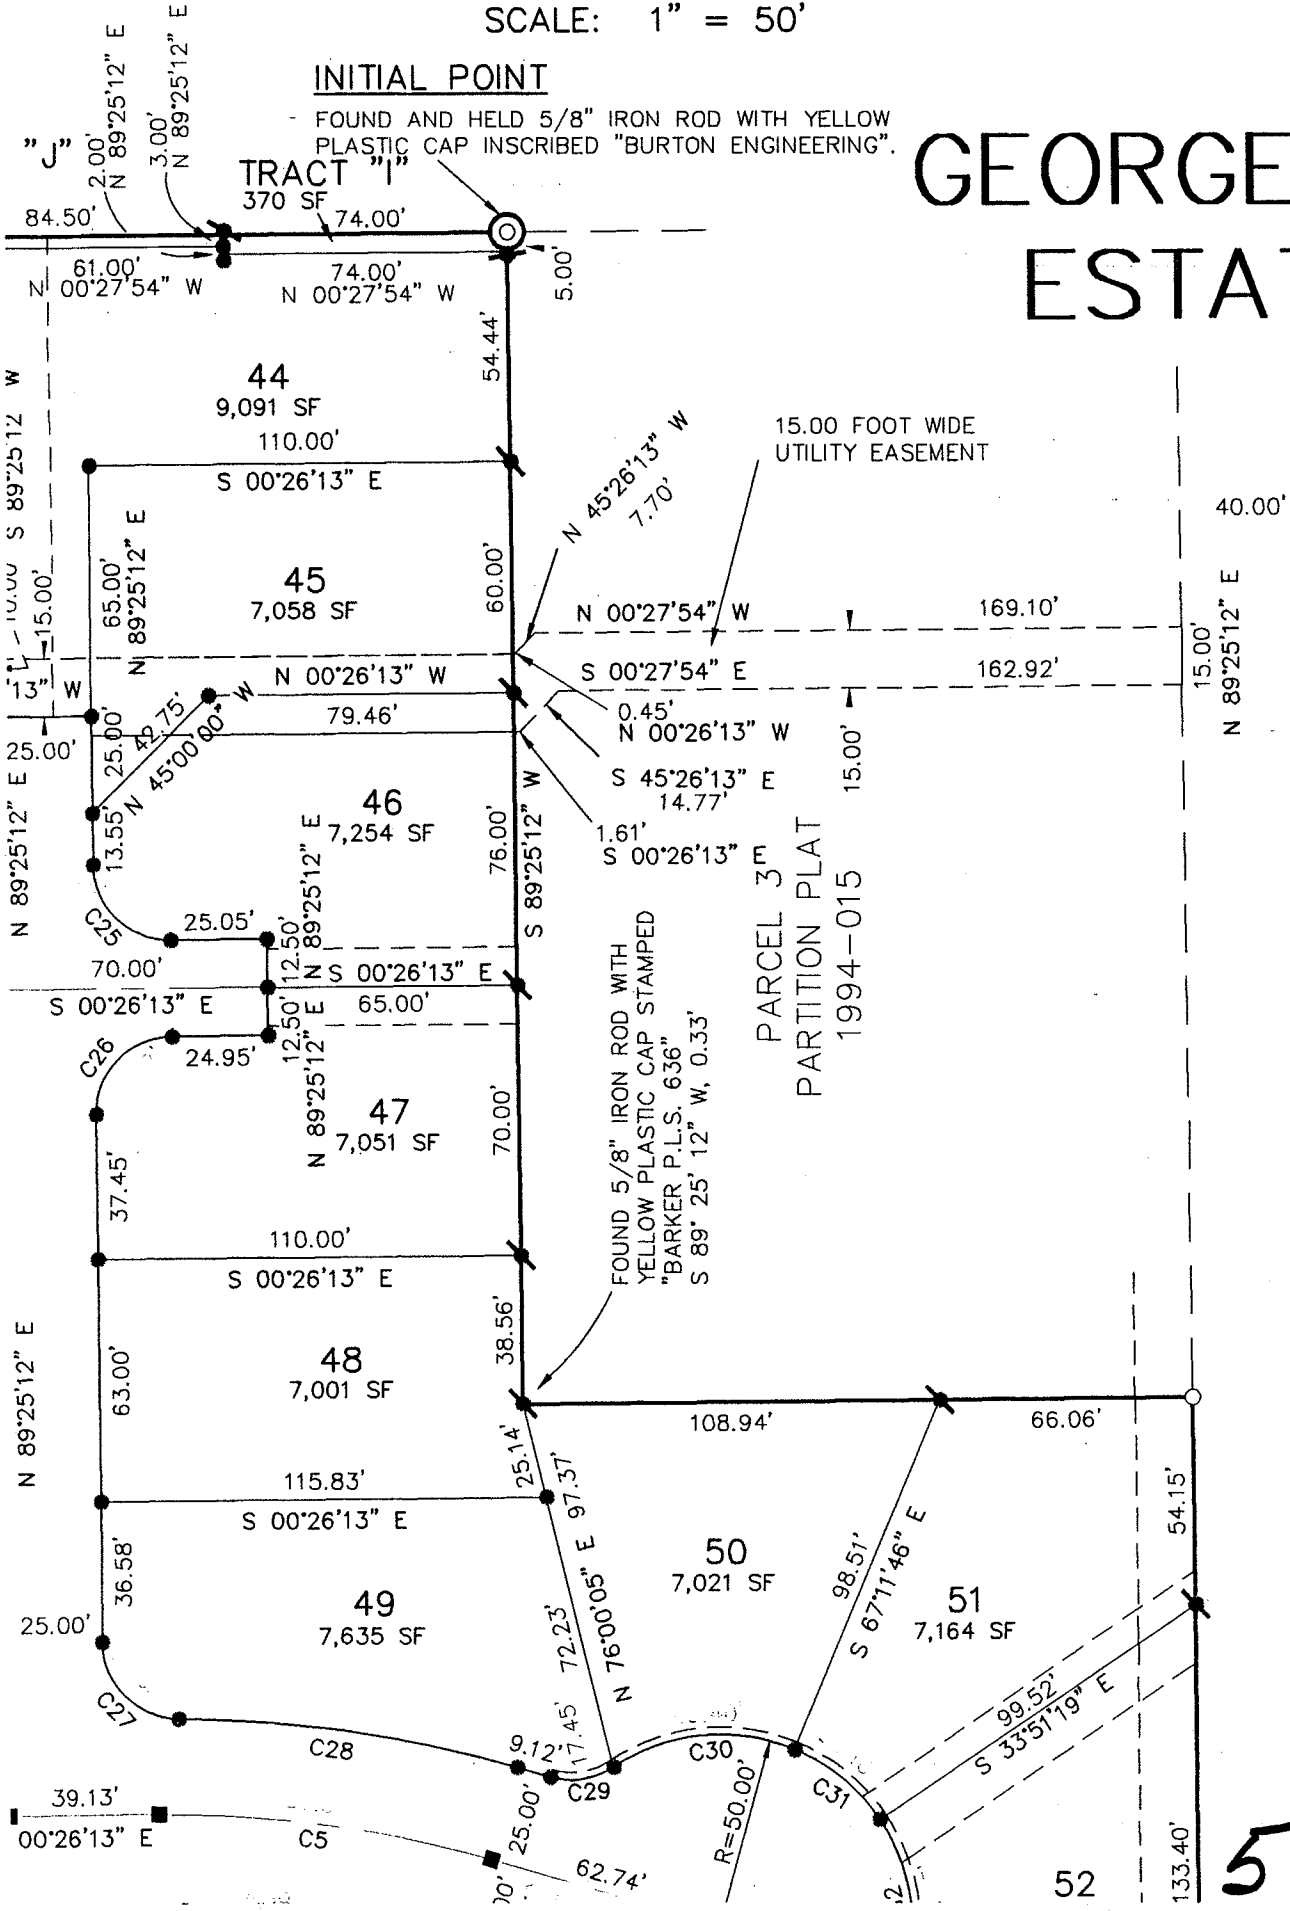 SCALE: 1" = 50'
INITIAL POINT
FOUND AND HELD 5/8" IRON ROD WITH YELLOW
PLASTIC CAP INSCRIBED "BURTON ENGINEERING".
GEORGE
ESTAT
"J"
2.00'
N 89°25'12" E
3.00'
N 89°25'12" E
TRACT "I"
370 SF
84.50'
74.00'
61.00'
N 00°27'54" W
74.00'
N 00°27'54" W
5.00'
54.44'
44
9,091 SF
110.00'
S 00°26'13" E
S 89°25'12 W
15.00'
65.00'
N 89°25'12" E
45
7,058 SF
60.00'
N 45°26'13" W
7.70'
15.00 FOOT WIDE
UTILITY EASEMENT
40.00'
N 00°27'54" W
169.10'
S 00°27'54" E
162.92'
15.00'
N 89°25'12" E
15.00'
13" W
N 00°26'13" W
79.46'
0.45'
N 00°26'13" W
S 45°26'13" E
14.77'
1.61'
S 00°26'13" E
25.00'
25.00'
42.75'
N 45°00'00" W
13.55'
N 89°25'12" E
46
7,254 SF
76.00'
S 89°25'12" W
C25
25.05'
12.50'
N 89°25'12" E
70.00'
S 00°26'13" E
S 00°26'13" E
65.00'
12.50'
N 89°25'12" E
C26
24.95'
PARCEL 3
PARTITION PLAT
1994-015
FOUND 5/8" IRON ROD WITH
YELLOW PLASTIC CAP STAMPED
"BARKER P.L.S. 636"
S 89° 25' 12" W, 0.33'
47
7,051 SF
70.00'
37.45'
110.00'
S 00°26'13" E
38.56'
48
7,001 SF
63.00'
N 89°25'12" E
108.94'
66.06'
25.14'
97.37'
N 76°00'05" E
115.83'
S 00°26'13" E
54.15'
36.58'
49
7,635 SF
25.00'
72.23'
50
7,021 SF
98.51'
S 67°11'46" E
51
7,164 SF
C27
C28
9.12'
17.45'
C29
C30
C31
R=50.00'
99.52'
S 33°51'19" E
39.13'
00°26'13" E
C5
25.00'
62.74'
00'
52
133.40'
5